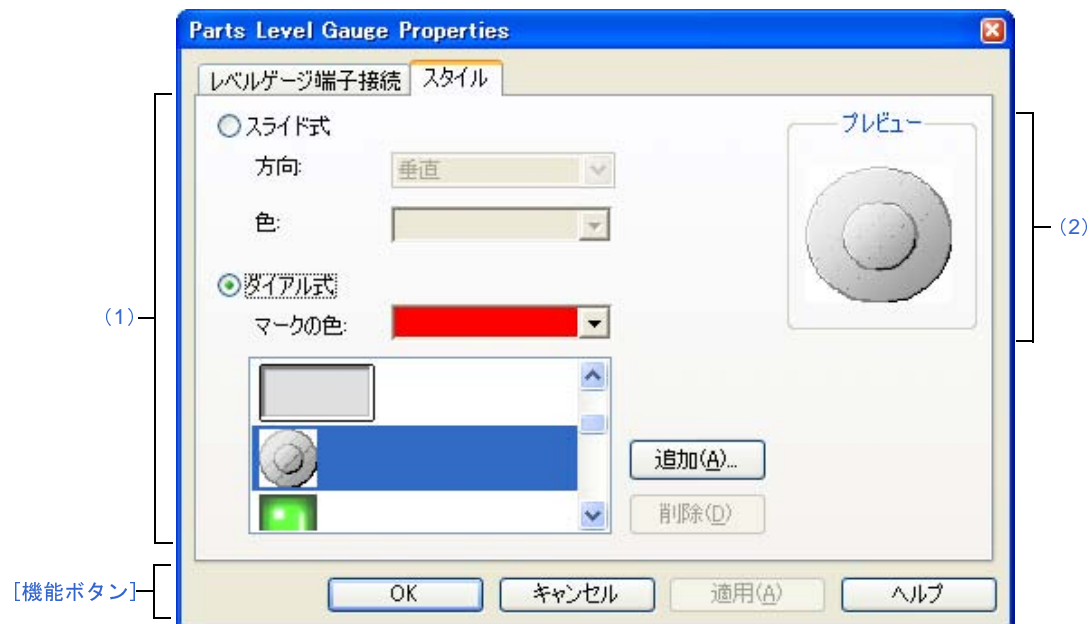 Parts Level Gauge Properties
レベルゲージ端子接続 スタイル
スライド式
方向: 垂直
色:
ダイアル式
マークの色:
プレビュー
追加(A)...
削除(D)
OK キャンセル 適用(A) ヘルプ
(1)
(2)
[機能ボタン]